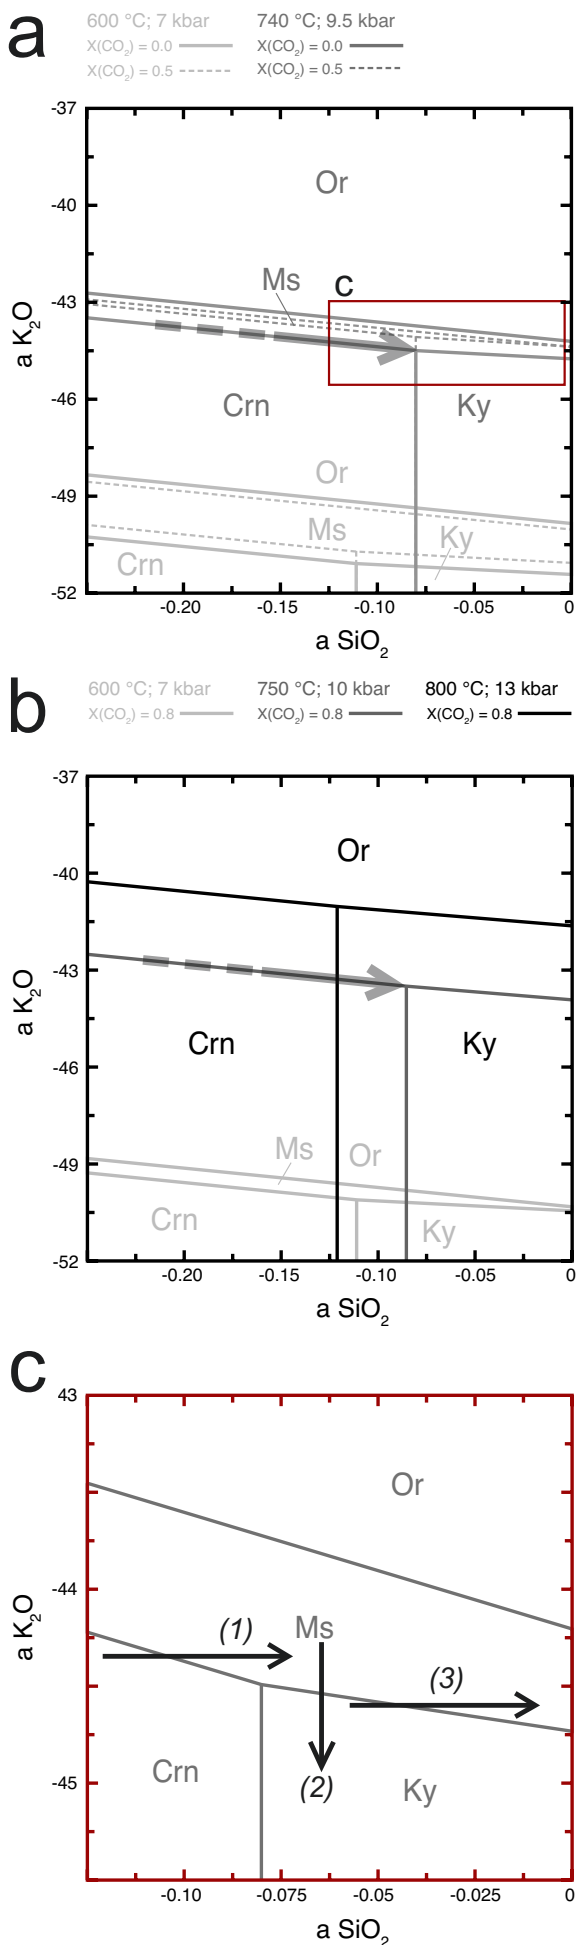 a
600 °C; 7 kbar 740 °C; 9.5 kbar
X(CO2) = 0.0 X(CO2) = 0.0
X(CO2) = 0.5 X(CO2) = 0.5
-37
Or
-40
Ms C
-43
a K2O
Crn Ky
-46
Or
-49
Ms Ky
Crn
-52
-0.20 -0.15 -0.10 -0.05 0
a SiO2
b
600 °C; 7 kbar 750 °C; 10 kbar 800 °C; 13 kbar
X(CO2) = 0.8 X(CO2) = 0.8 X(CO2) = 0.8
-37
Or
-40
-43
a K2O
Crn Ky
-46
Ms Or
-49
Crn Ky
-52
-0.20 -0.15 -0.10 -0.05 0
a SiO2
c
43
Or
-44
a K2O
(1) Ms
(3)
Crn (2) Ky
-45
-0.10 -0.075 -0.05 -0.025 0
a SiO2